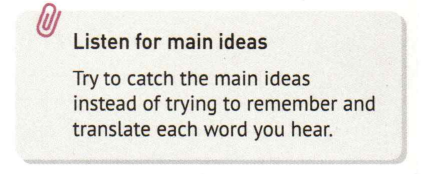 Listen for main ideas
Try to catch the main ideas
instead of trying to remember and
translate each word you hear.